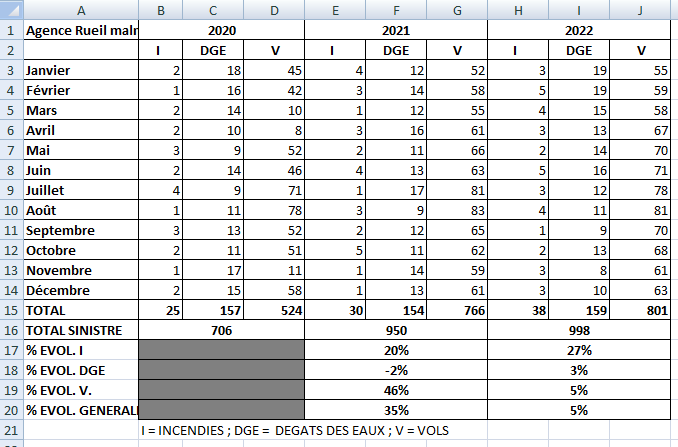 A B C D E F G H I J
1 Agence Rueil malm 2020 2021 2022
2 I DGE V I DGE V I DGE V
3 Janvier 2 18 45 4 12 52 3 19 55
4 Février 1 16 42 3 14 58 5 19 59
5 Mars 2 14 10 1 12 55 4 15 58
6 Avril 2 10 8 3 16 61 3 13 67
7 Mai 3 9 52 2 11 66 2 14 70
8 Juin 2 14 46 4 13 63 5 16 71
9 Juillet 4 9 71 1 17 81 3 12 78
10 Août 1 11 78 3 9 83 4 11 81
11 Septembre 3 13 52 2 12 65 1 9 70
12 Octobre 2 11 51 5 11 62 2 13 68
13 Novembre 1 17 11 1 14 59 3 8 61
14 Décembre 2 15 58 1 13 61 3 10 63
15 TOTAL 25 157 524 30 154 766 38 159 801
16 TOTAL SINISTRE 706 950 998
17 % EVOL. I 20% 27%
18 % EVOL. DGE -2% 3%
19 % EVOL. V. 46% 5%
20 % EVOL. GENERALE 35% 5%
21 I = INCENDIES ; DGE = DEGATS DES EAUX ; V = VOLS